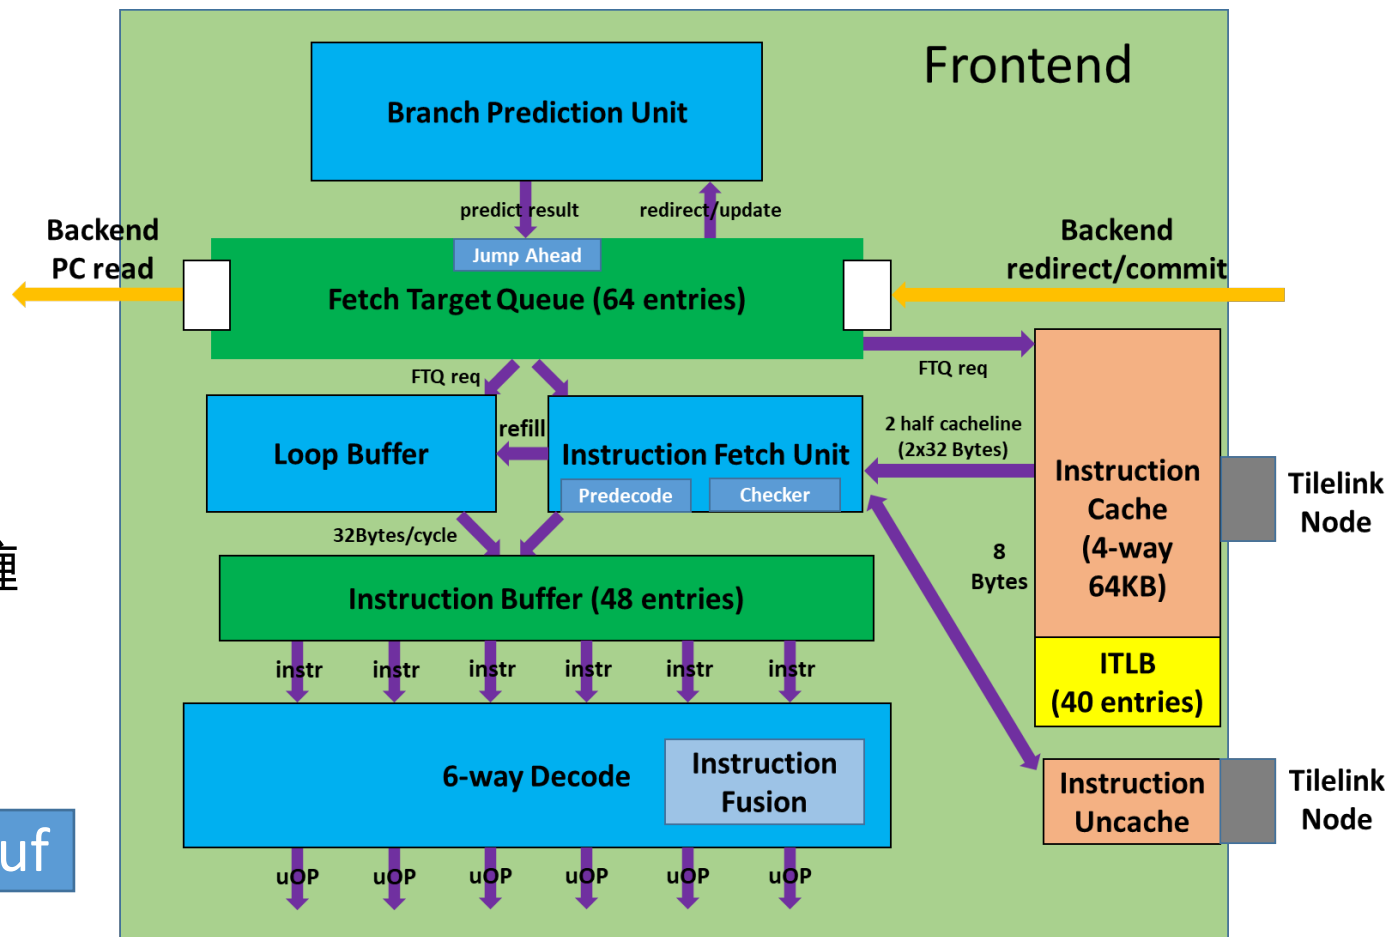 Frontend
Branch Prediction Unit
predict result
redirect/update
Backend
PC read
Backend
redirect/commit
Jump Ahead
Fetch Target Queue (64 entries)
FTQ req
FTQ req
Loop Buffer
refill
Instruction Fetch Unit
Predecode
Checker
2 half cacheline
(2x32 Bytes)
Instruction
Cache
(4-way
64KB)
Tilelink
Node
32Bytes/cycle
8
Bytes
Instruction Buffer (48 entries)
instr
instr
instr
instr
instr
instr
ITLB
(40 entries)
6-way Decode
Instruction
Fusion
Instruction
Uncache
Tilelink
Node
uf
uOP
uOP
uOP
uOP
uOP
uOP